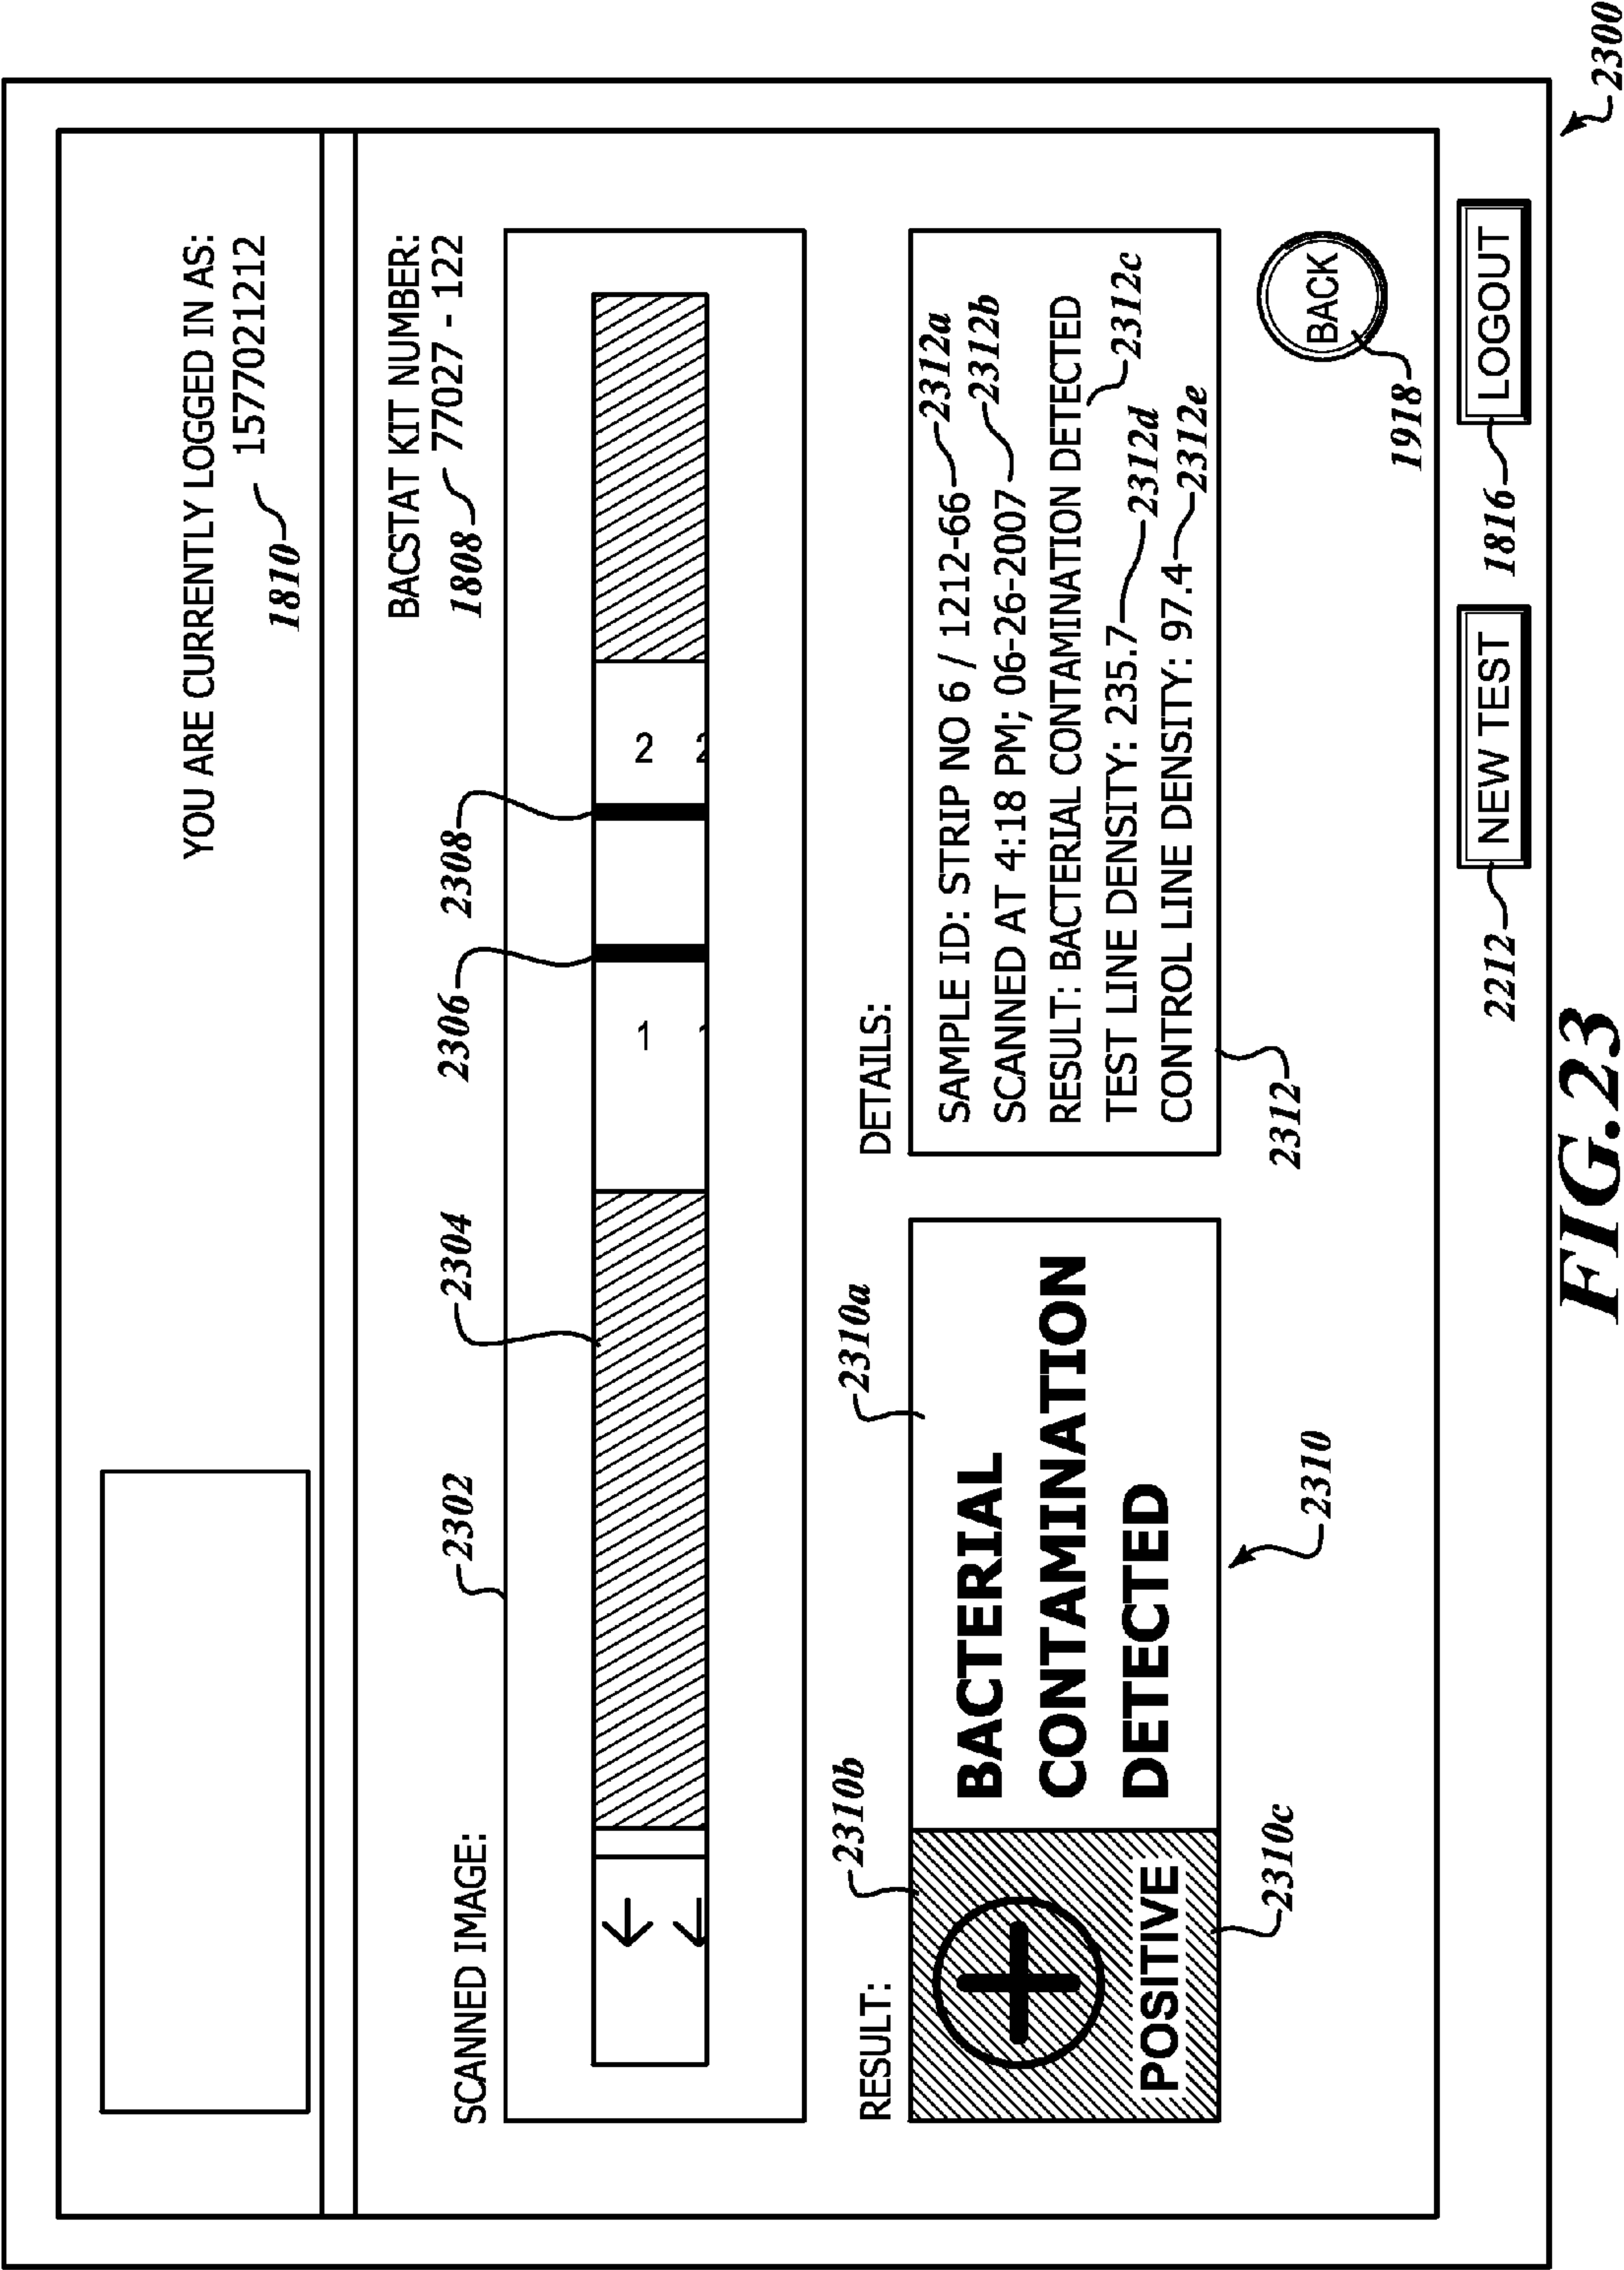 YOU ARE CURRENTLY LOGGED IN AS:
1577021212
1810
BACSTAT KIT NUMBER:
1808 77027 - 122
SCANNED IMAGE:
2302
2304
2306
2308
1
2 2
RESULT:
2310b
2310a
BACTERIAL
CONTAMINATION
DETECTED
POSITIVE
2310c
2310
DETAILS:
SAMPLE ID: STRIP NO 6 / 1212-66 2312a
SCANNED AT 4:18 PM; 06-26-2007 2312b
RESULT: BACTERIAL CONTAMINATION DETECTED 2312c
TEST LINE DENSITY: 235.7 2312d
CONTROL LINE DENSITY: 97.4 2312e
2312
BACK
1918
2212 NEW TEST
1816 LOGOUT
2300
FIG.23